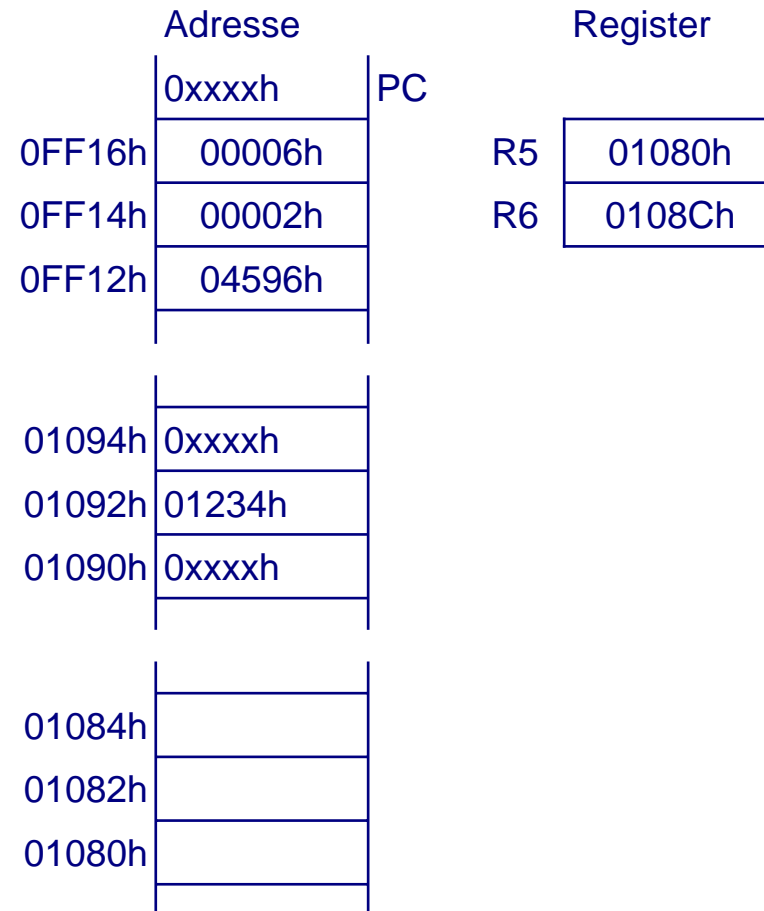 Adresse Register
0xxxxh PC
0FF16h 00006h R5 01080h
0FF14h 00002h R6 0108Ch
0FF12h 04596h
01094h 0xxxxh
01092h 01234h
01090h 0xxxxh
01084h
01082h
01080h